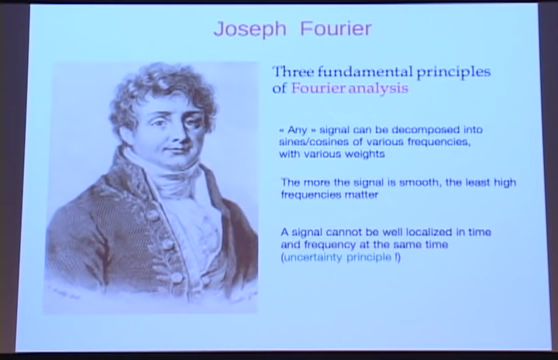 Joseph Fourier
Three fundamental principles
of Fourier analysis
« Any » signal can be decomposed into
sines/cosines of various frequencies,
with various weights
The more the signal is smooth, the least high
frequencies matter
A signal cannot be well localized in time
and frequency at the same time
(uncertainty principle !)